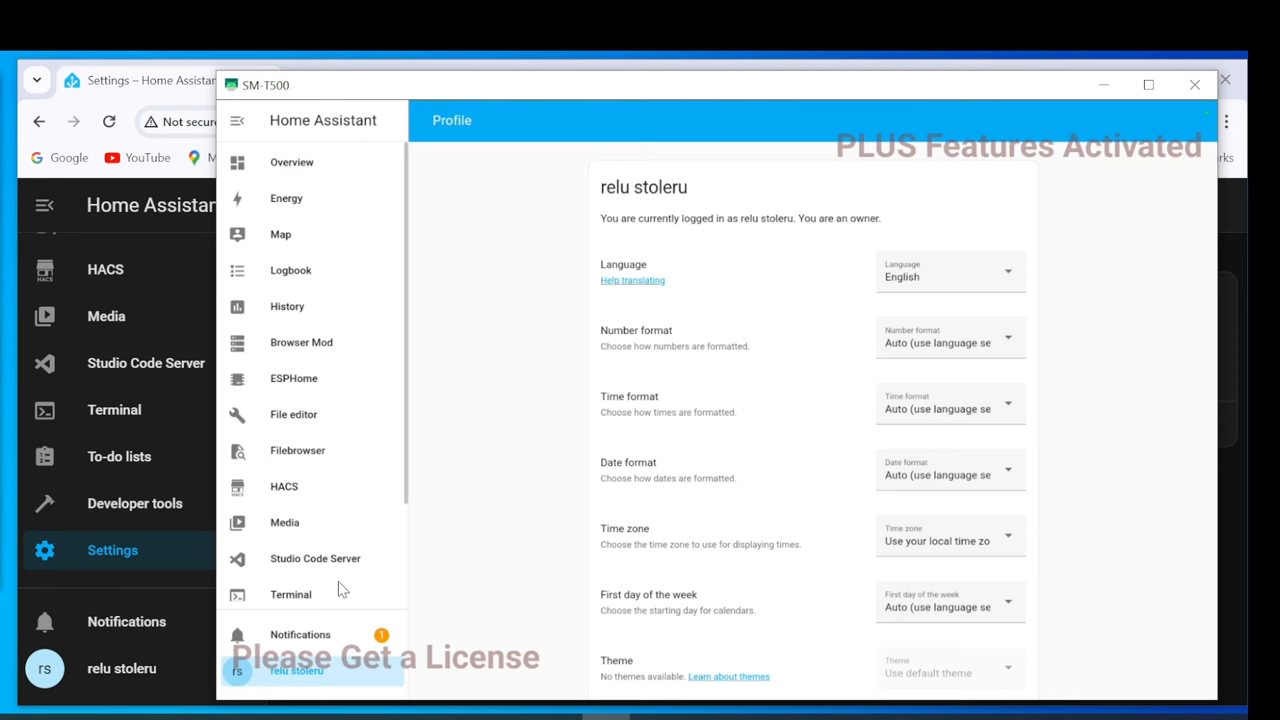 Settings – Home Assistan
Not secure
Google
YouTube
M
rks
Home Assistan
HACS
Media
Studio Code Server
Terminal
To-do lists
Developer tools
Settings
Notifications
rs
relu stoleru
SM-T500
Home Assistant
Overview
Energy
Map
Logbook
History
Browser Mod
ESPHome
File editor
Filebrowser
HACS
HACS
Media
Studio Code Server
Terminal
Notifications
1
rs
relu stoleru
Please Get a License
Profile
PLUS Features Activated
relu stoleru
You are currently logged in as relu stoleru. You are an owner.
Language
Help translating
Language
English
Number format
Choose how numbers are formatted.
Number format
Auto (use language se
Time format
Choose how times are formatted.
Time format
Auto (use language se
Date format
Choose how dates are formatted.
Date format
Auto (use language se
Time zone
Choose the time zone to use for displaying times.
Time zone
Use your local time zo
First day of the week
Choose the starting day for calendars.
First day of the week
Auto (use language se
Theme
No themes available. Learn about themes
Theme
Use default theme